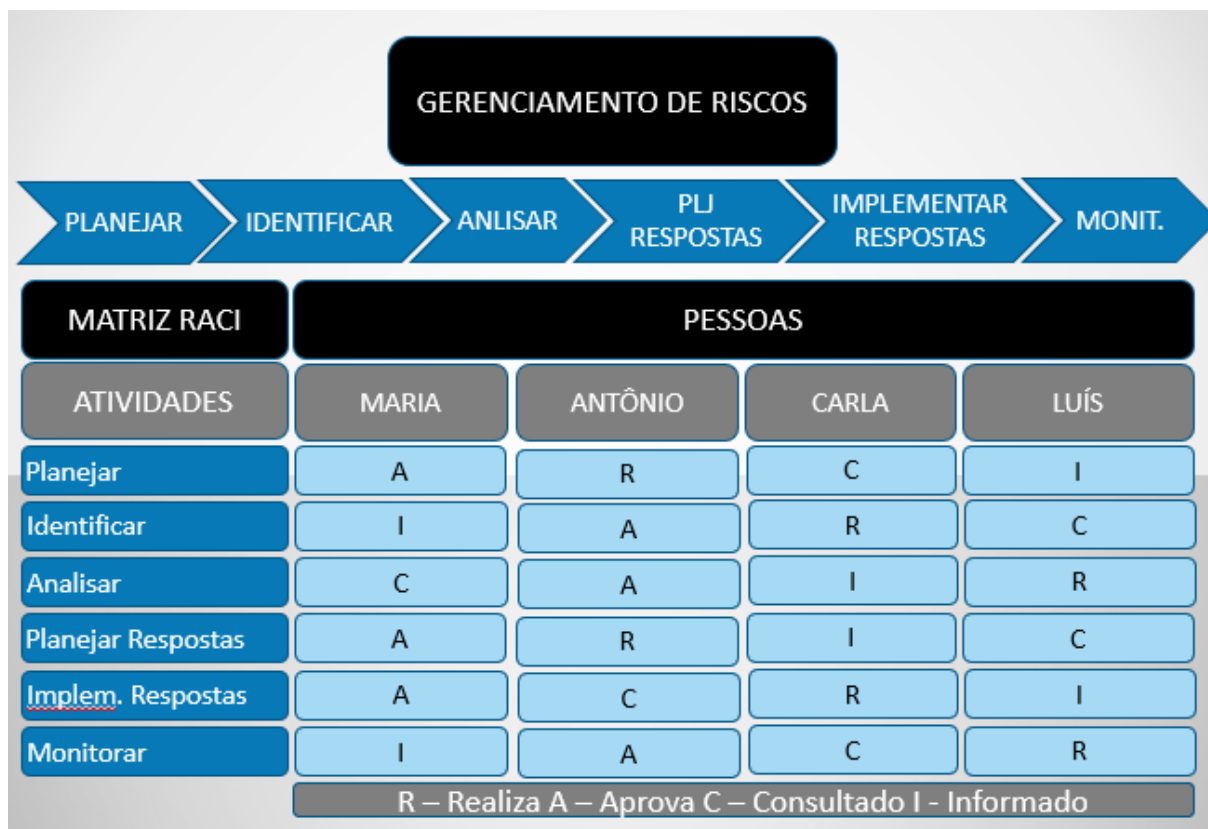 GERENCIAMENTO DE RISCOS
PLANEJAR
IDENTIFICAR
ANLISAR
PLJ
RESPOSTAS
IMPLEMENTAR
RESPOSTAS
MONIT.
MATRIZ RACI PESSOAS
ATIVIDADES MARIA ANTÔNIO CARLA LUÍS
Planejar A R C I
Identificar I A R C
Analisar C A I R
Planejar Respostas A R I C
Implem. Respostas A C R I
Monitorar I A C R
R – Realiza A – Aprova C – Consultado I - Informado